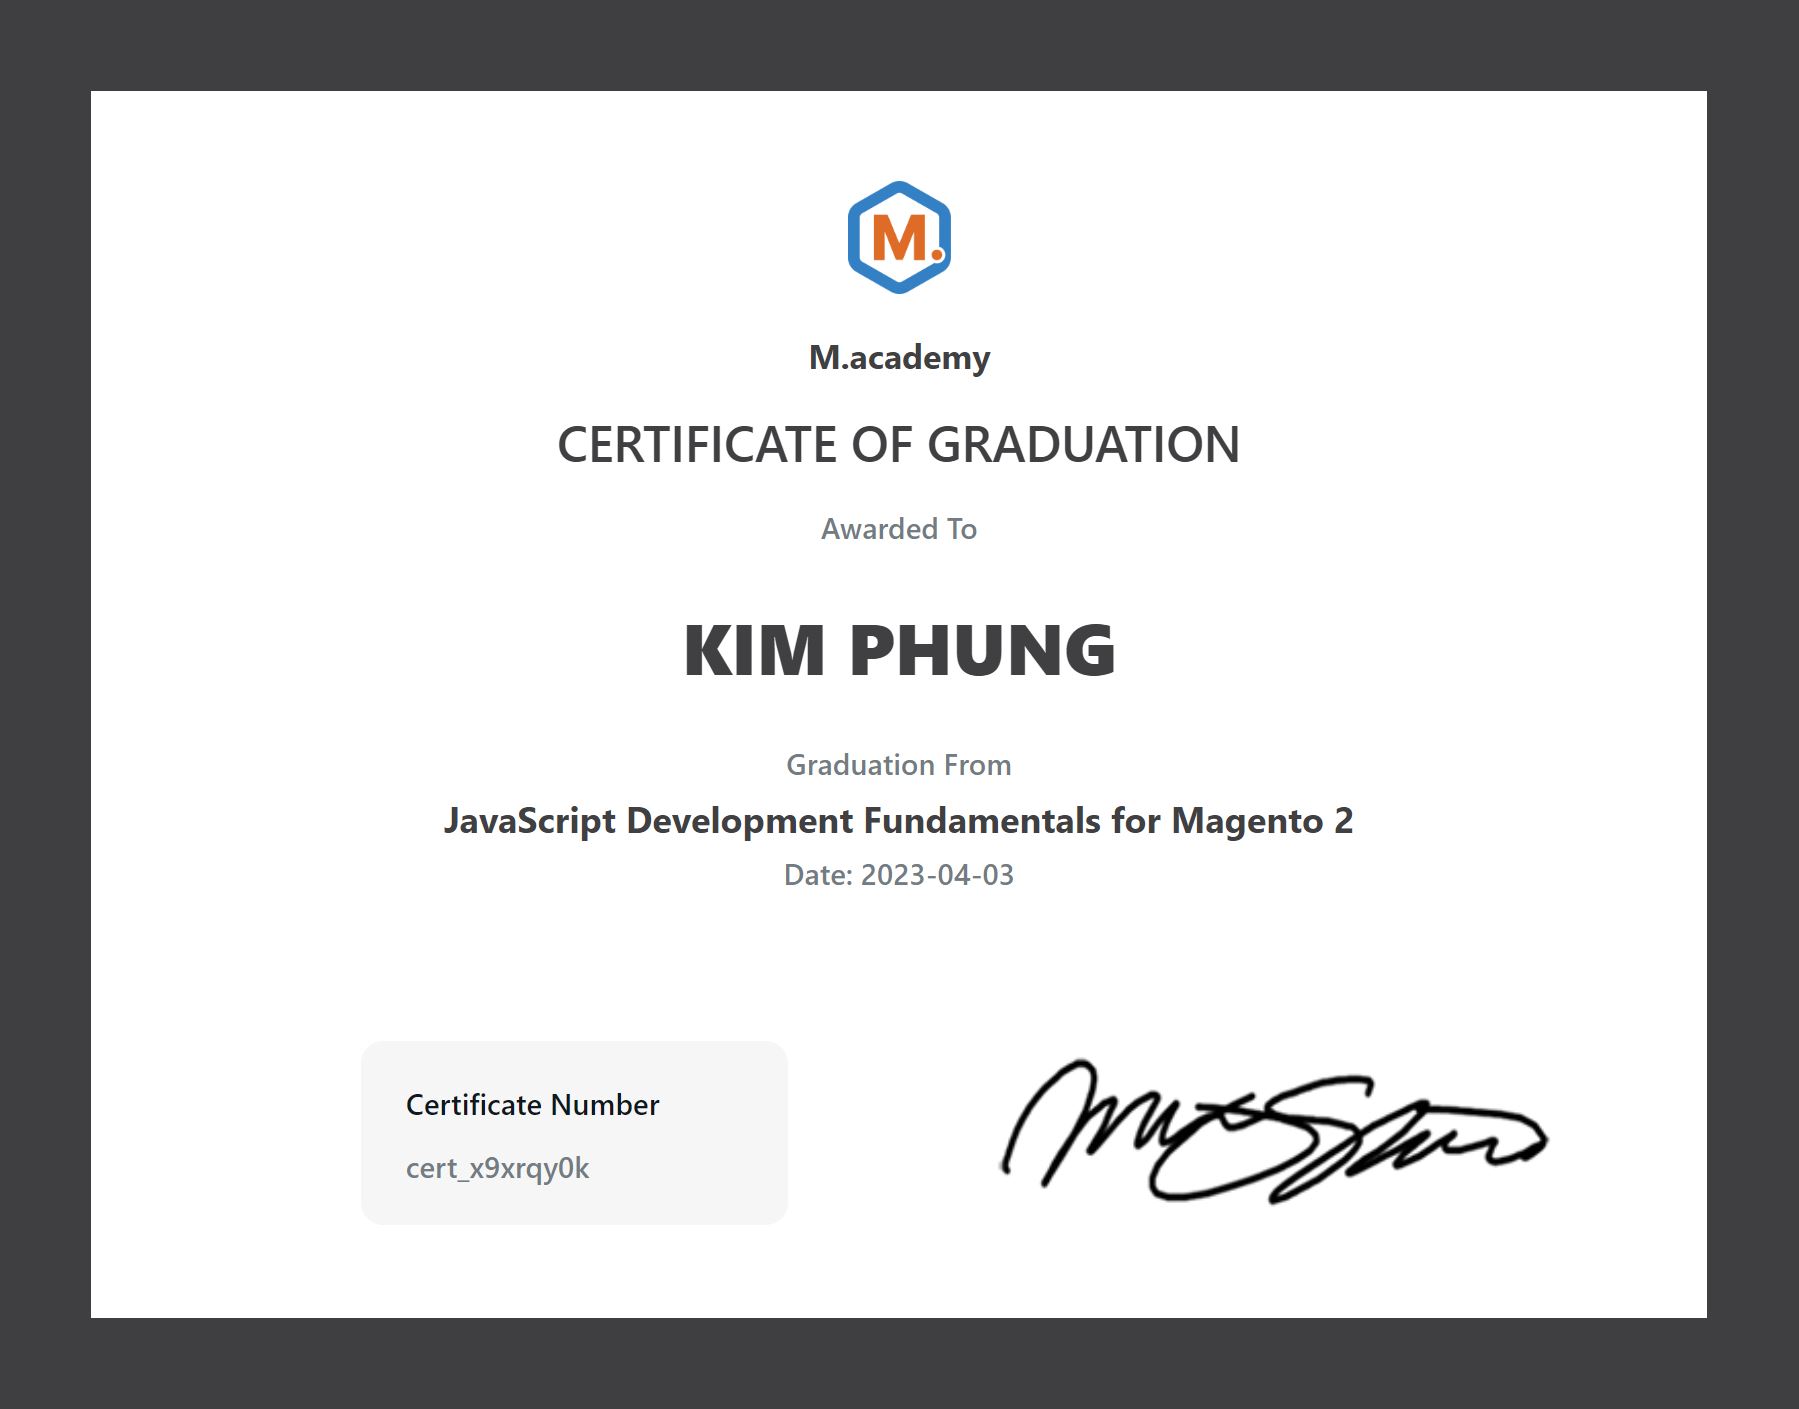 M.
M.academy
CERTIFICATE OF GRADUATION
Awarded To
KIM PHUNG
Graduation From
JavaScript Development Fundamentals for Magento 2
Date: 2023-04-03
Certificate Number
cert_x9xrqy0k